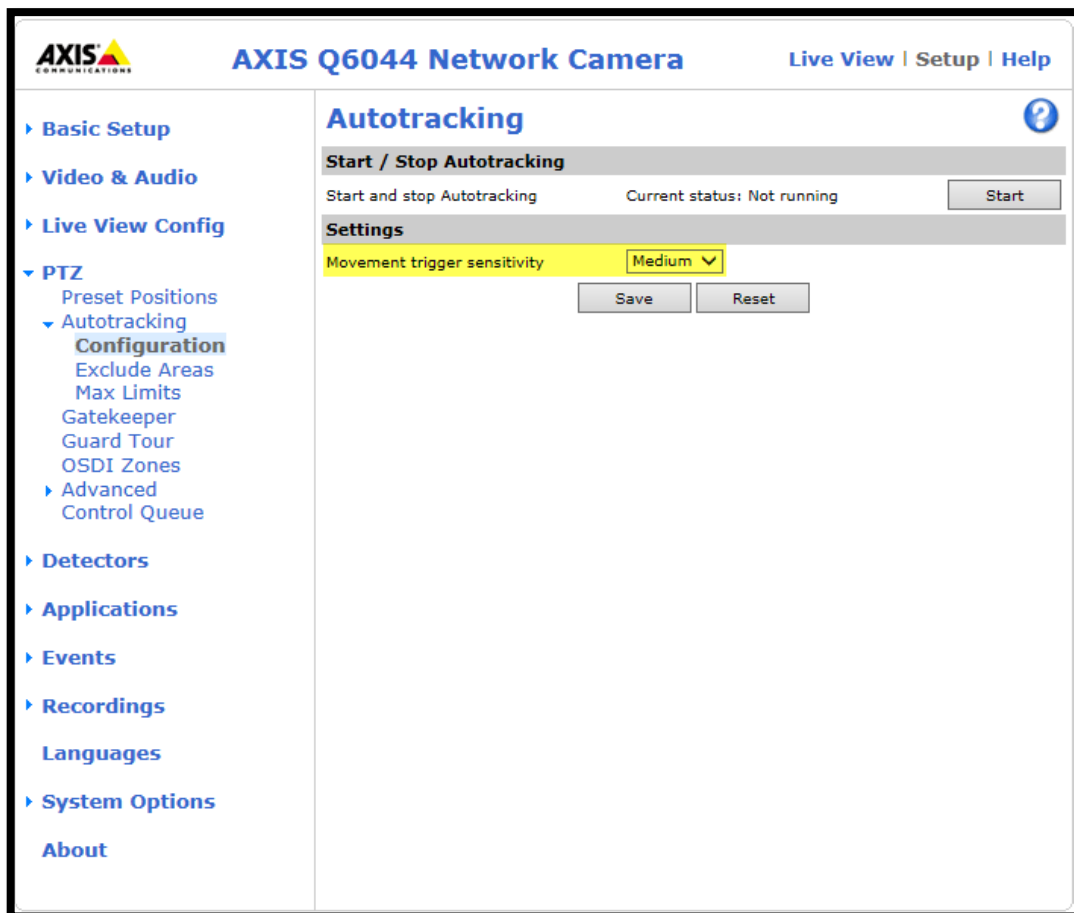 AXIS
COMMUNICATIONS
AXIS Q6044 Network Camera
Live View | Setup | Help
Basic Setup
Video & Audio
Live View Config
PTZ
Preset Positions
Autotracking
Configuration
Exclude Areas
Max Limits
Gatekeeper
Guard Tour
OSDI Zones
Advanced
Control Queue
Detectors
Applications
Events
Recordings
Languages
System Options
About
Autotracking
?
Start / Stop Autotracking
Start and stop Autotracking Current status: Not running Start
Settings
Movement trigger sensitivity Medium
Save Reset